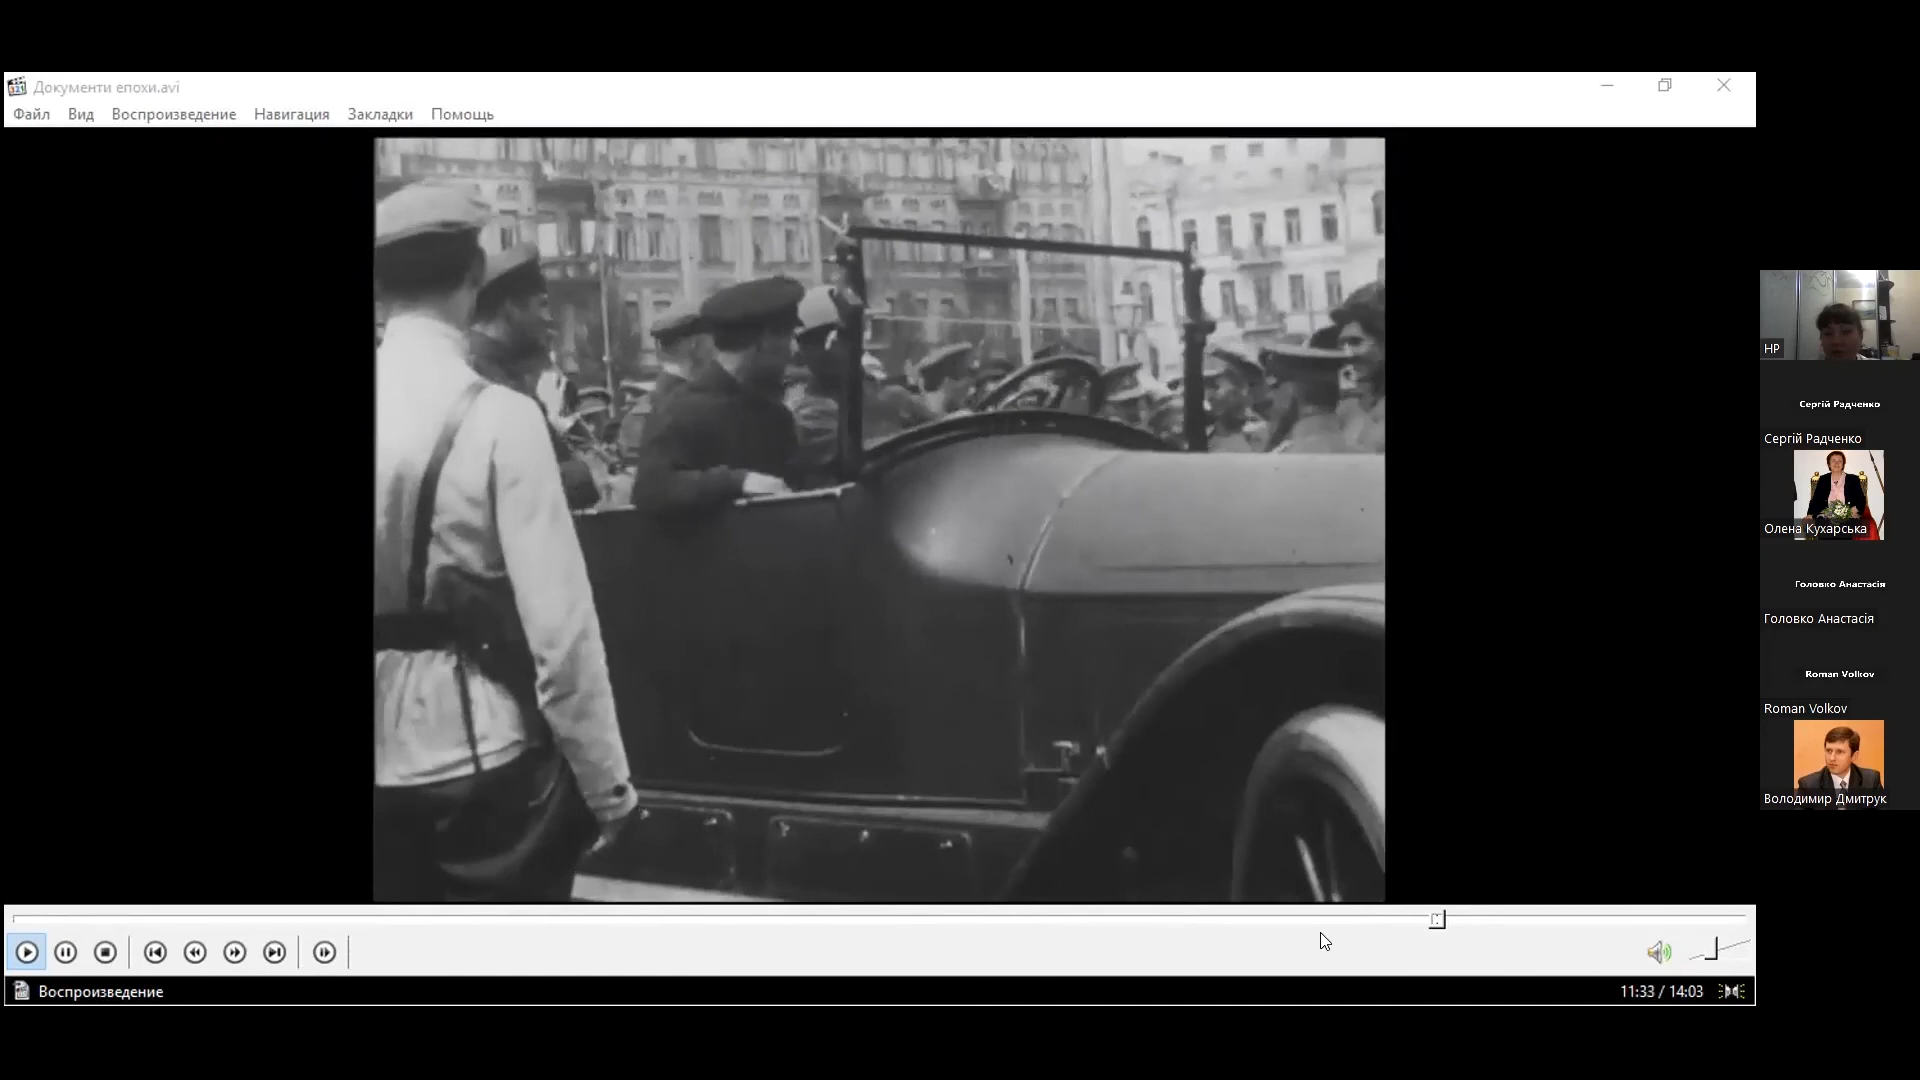 Документи епохи.avi
Файл Вид Воспроизведение Навигация Закладки Помощь
HP
Сергій Радченко
Сергій Радченко
Олена Кухарська
Головко Анастасія
Головко Анастасія
Roman Volkov
Roman Volkov
Володимир Дмитрук
Воспроизведение
11:33 / 14:03